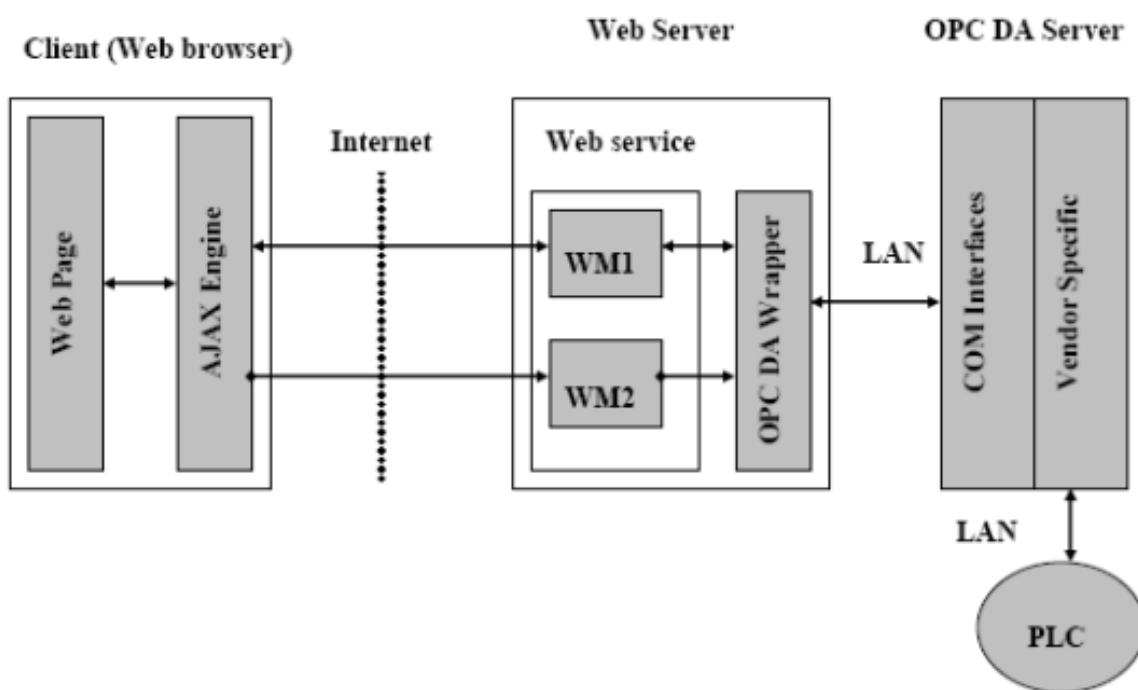 Client (Web browser)
Web Server
OPC DA Server
Internet
Web service
Web Page
AJAX Engine
WM1
WM2
OPC DA Wrapper
LAN
COM Interfaces
Vendor Specific
LAN
PLC